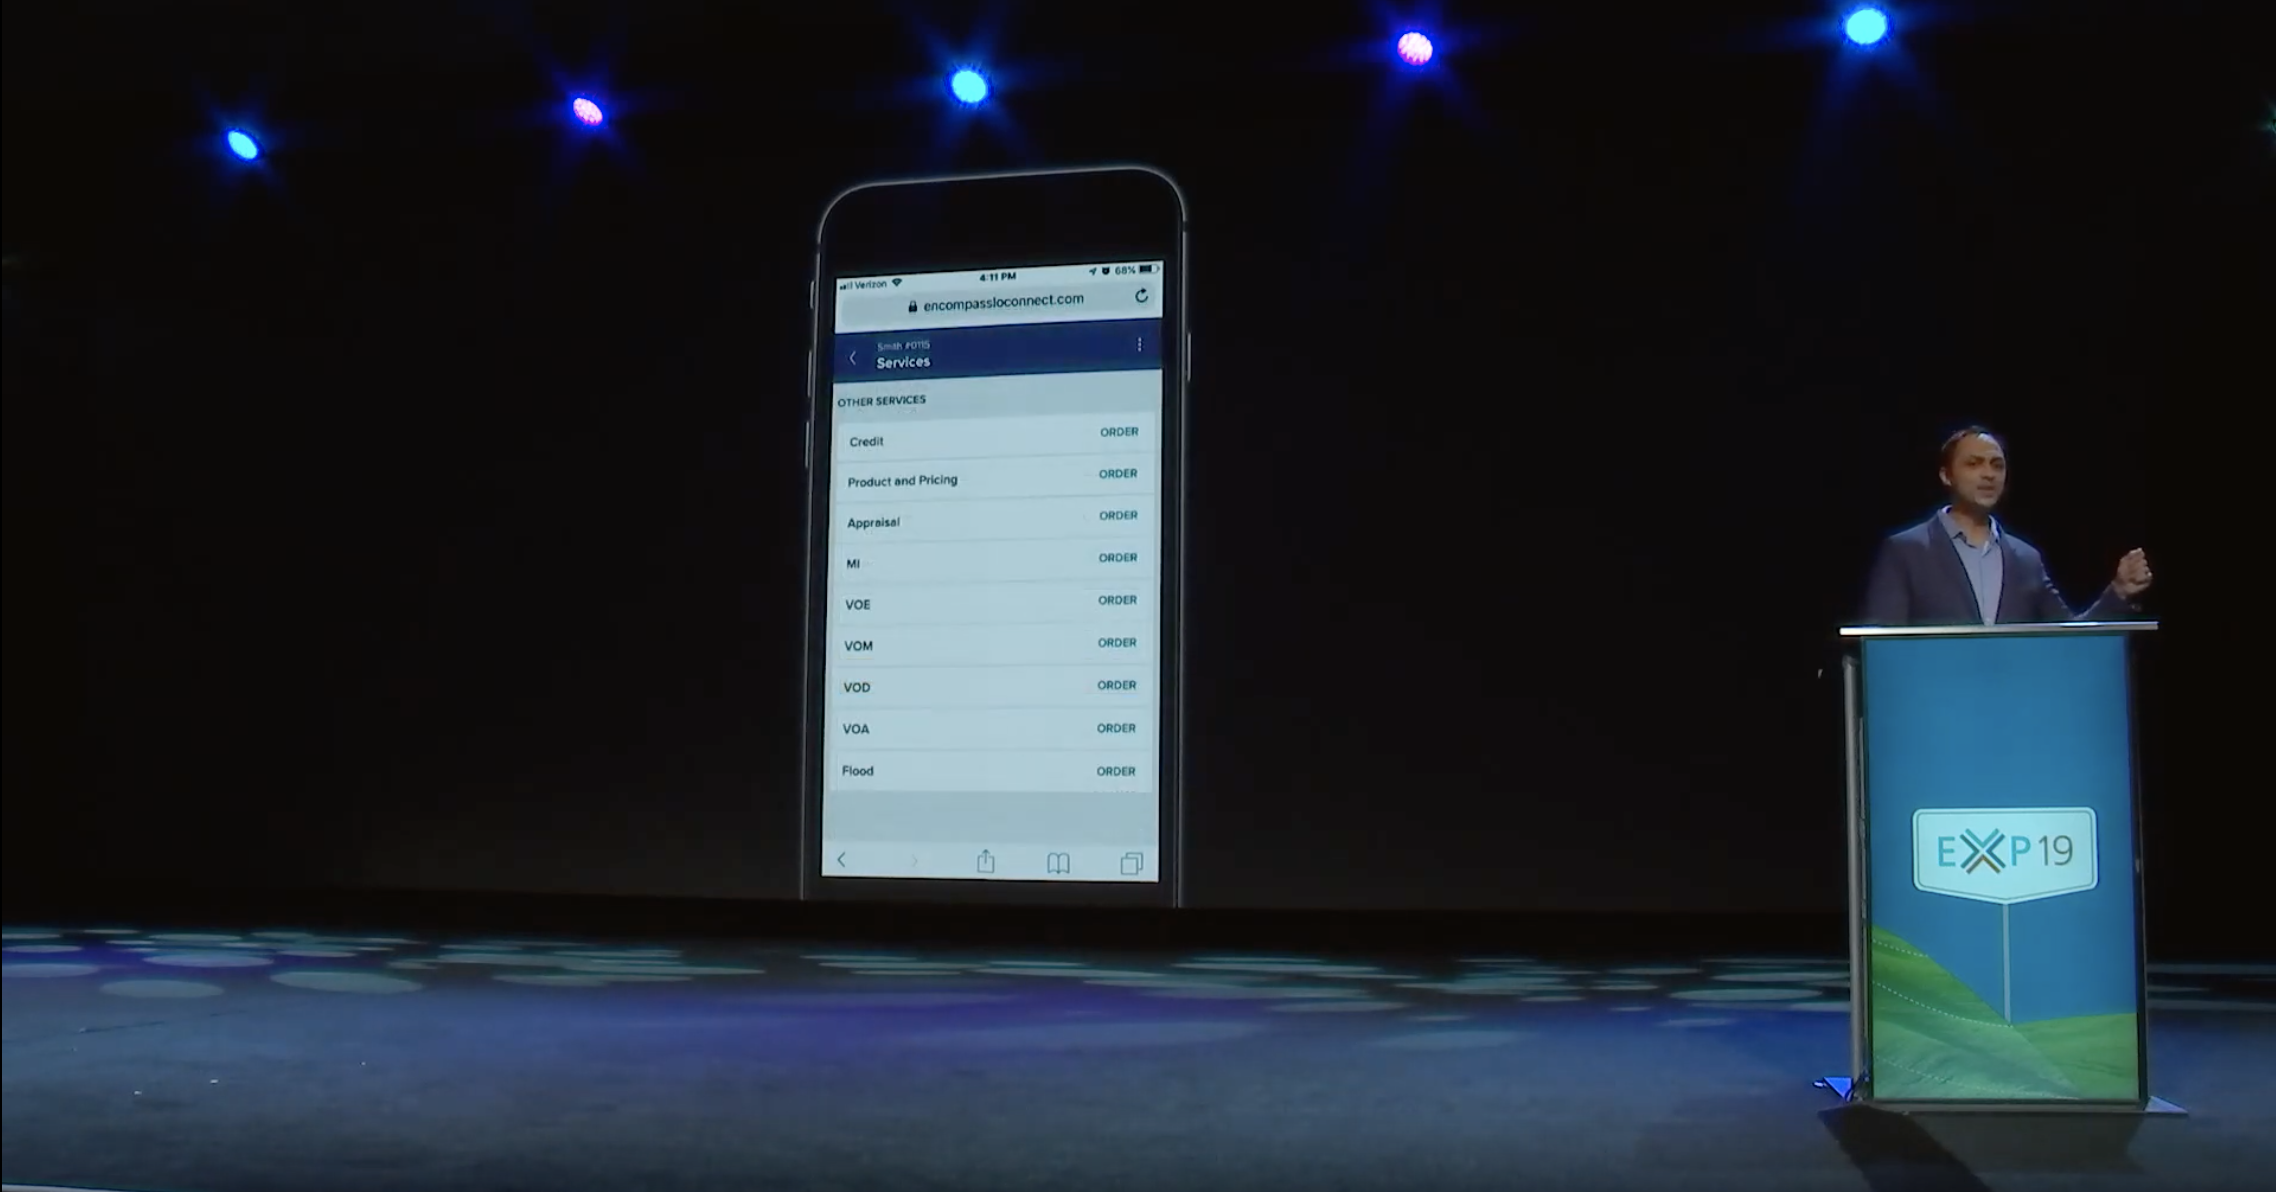 Verizon 4:11 PM 68%
encompassloconnect.com
Smith #0115
Services
OTHER SERVICES
Credit ORDER
Product and Pricing ORDER
Appraisal ORDER
MI ORDER
VOE ORDER
VOM ORDER
VOD ORDER
VOA ORDER
Flood ORDER
EXP19